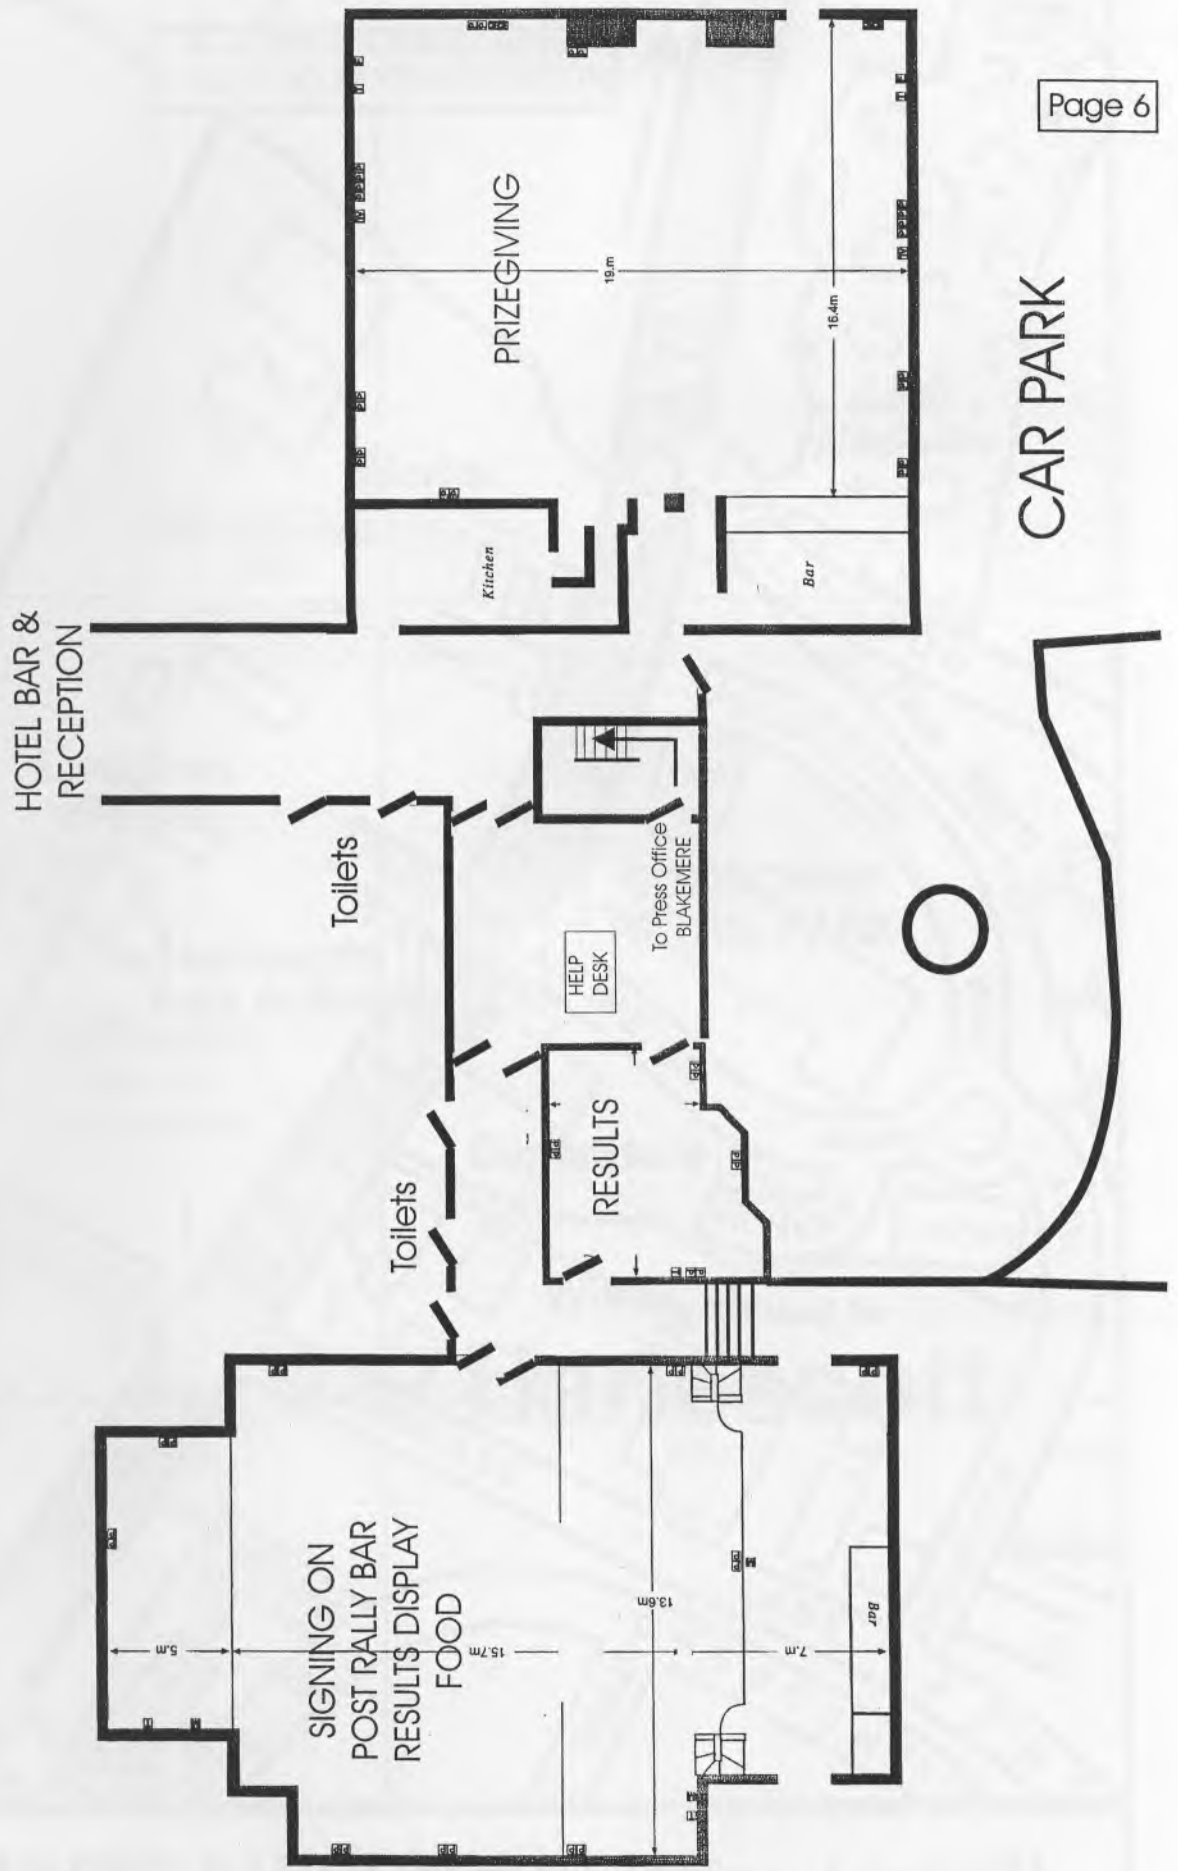 Page 6
HOTEL BAR &
RECEPTION
PRIZEGIVING
19.m
16.4m
CAR PARK
Kitchen
Bar
Toilets
To Press Office
BLAKEMERE
HELP
DESK
RESULTS
Toilets
SIGNING ON
POST RALLY BAR
RESULTS DISPLAY
FOOD
5.m
15.7m
13.6m
7.m
Bar